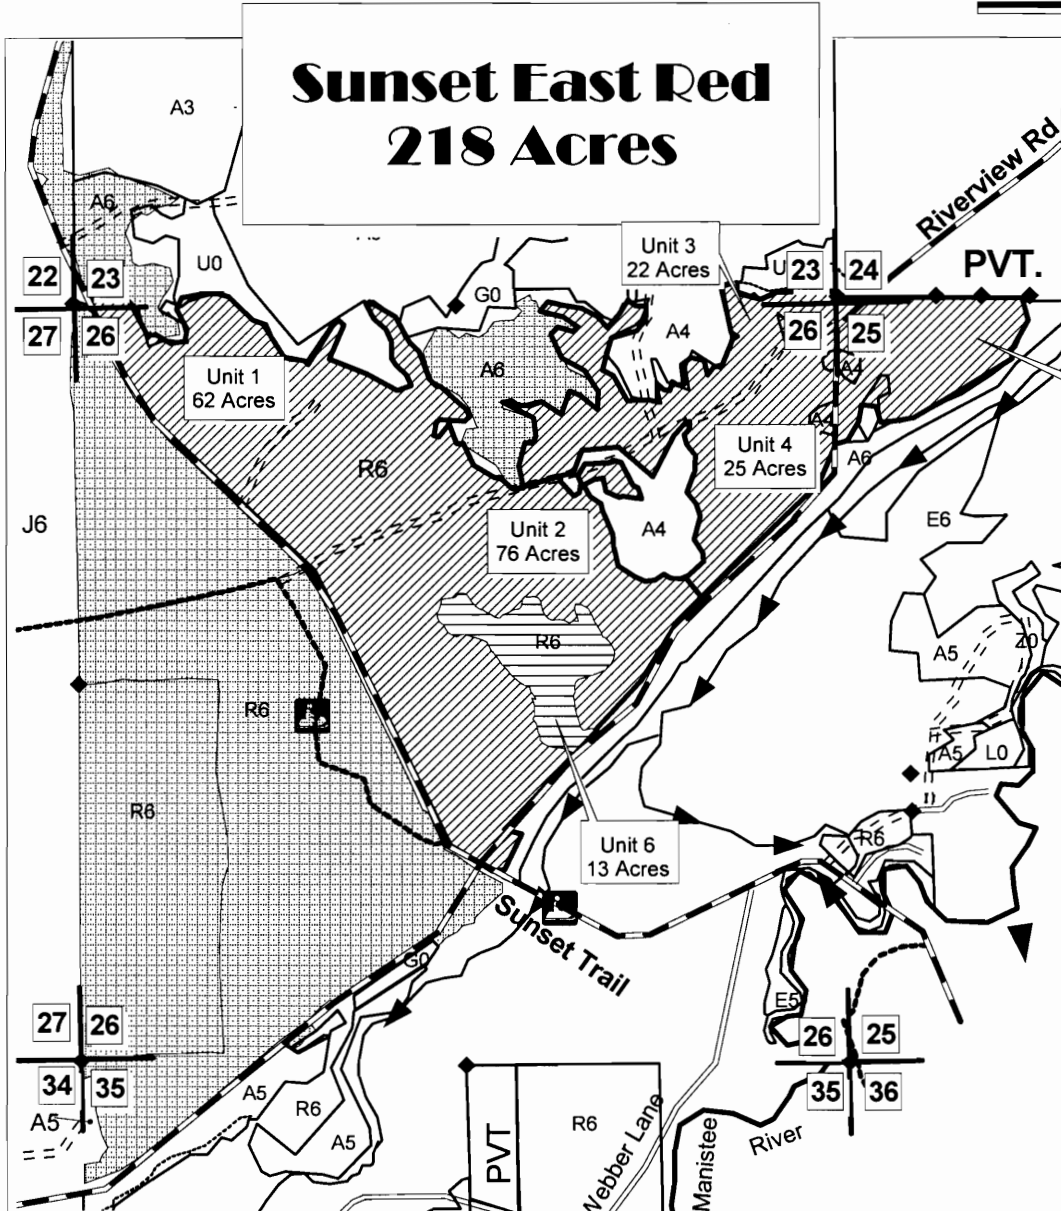 Sunset East Red
218 Acres
A3
Riverview Rd
A6
U0
22
23
27
26
Unit 3
22 Acres
G0
U
23
24
26
25
PVT.
A4
A6
A4
A4
Unit 1
62 Acres
R6
Unit 4
25 Acres
A6
J6
Unit 2
76 Acres
A4
E6
R6
A5
Z0
R6
R6
A5
L0
R6
Unit 6
13 Acres
Sunset Trail
G0
E5
27
26
34
35
26
25
35
36
A5
A5
R6
A5
PVT
R6
Webber Lane
Manistee
River